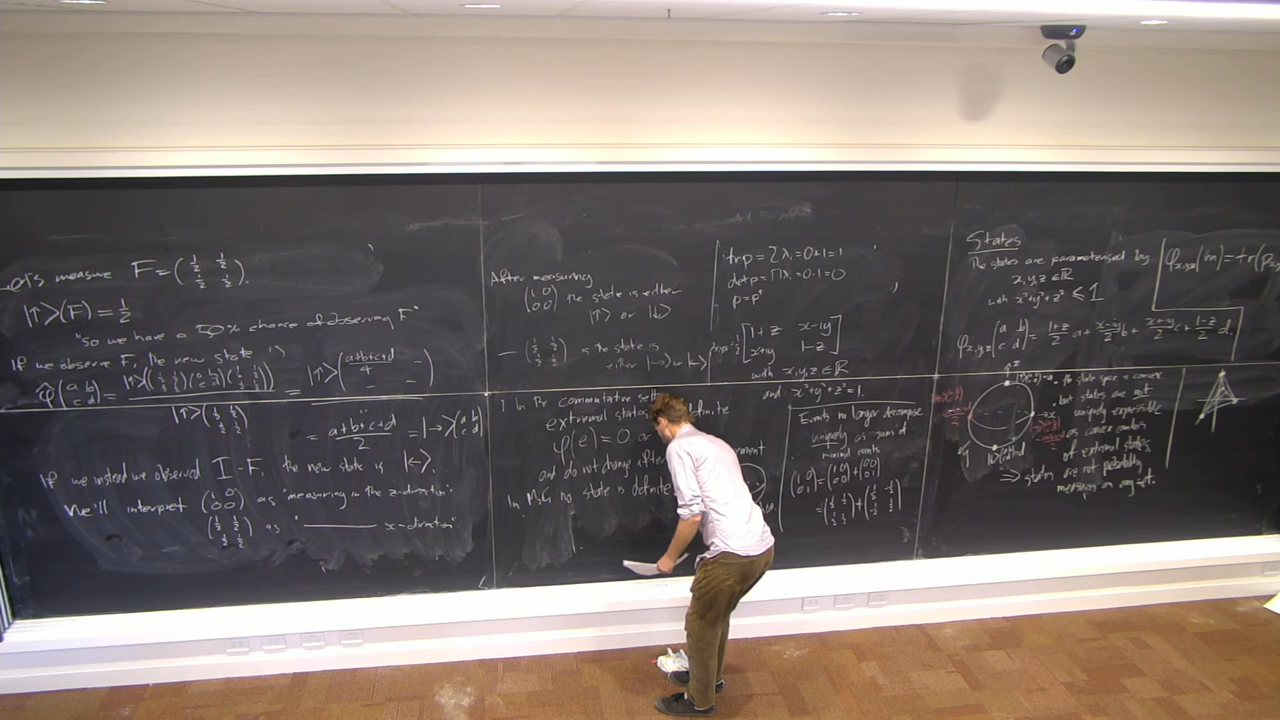 Let's measure F = (½ ½ ½ ½).
|↑>(F) = ½
"so we have a 50% chance of observing F"
If we observe F, the new state is
φ̂(a b c d) = |↑>((½ ½ ½ ½)(a b c d)(½ ½ ½ ½)) / |↑>(½ ½ ½ ½) = |↑>(a+b+c+d/4 - - -)
= a+b+c+d/2 = |→>(a b c d)
If we instead observed I-F, the new state is |←>.
We'll interpret (1 0 0 0) as "measuring in the z-direction".
(½ ½ ½ ½) as "——— x-direction"
After measuring
(1 0 0 0) the state is either
|↑> or |↓>
— (½ ½ ½ ½) — the state is
either |→> or |←>
trp = Σλ = 0+1 = 1
detp = Πλ = 0·1 = 0
p = p²
½[1+z x-iy x+iy 1-z]
with x,y,z ∈ ℝ
and x²+y²+z² = 1.
In the commutative sett
extremal states definite
φ(e) = 0 or
and do not change after
In M₂ℂ no state is definite
Events no longer decompose
uniquely as sums of
minimal events
(1 0 0 1) = (1 0 0 0) + (0 0 0 1)
= (½ ½ ½ ½) + (½ -½ -½ ½)
States
The states are parametrised by
x,y,z ∈ ℝ
with x²+y²+z² ≤ 1
φx,y,z(m) = tr(p
φx,y,z(a b c d) = 1+z/2 a + x-iy/2 b + x+iy/2 c + 1-z/2 d.
The state space is convex.
but states are not
uniquely expressible
as convex combos
of extremal states,
⇒ states are not probability
measures on any set.